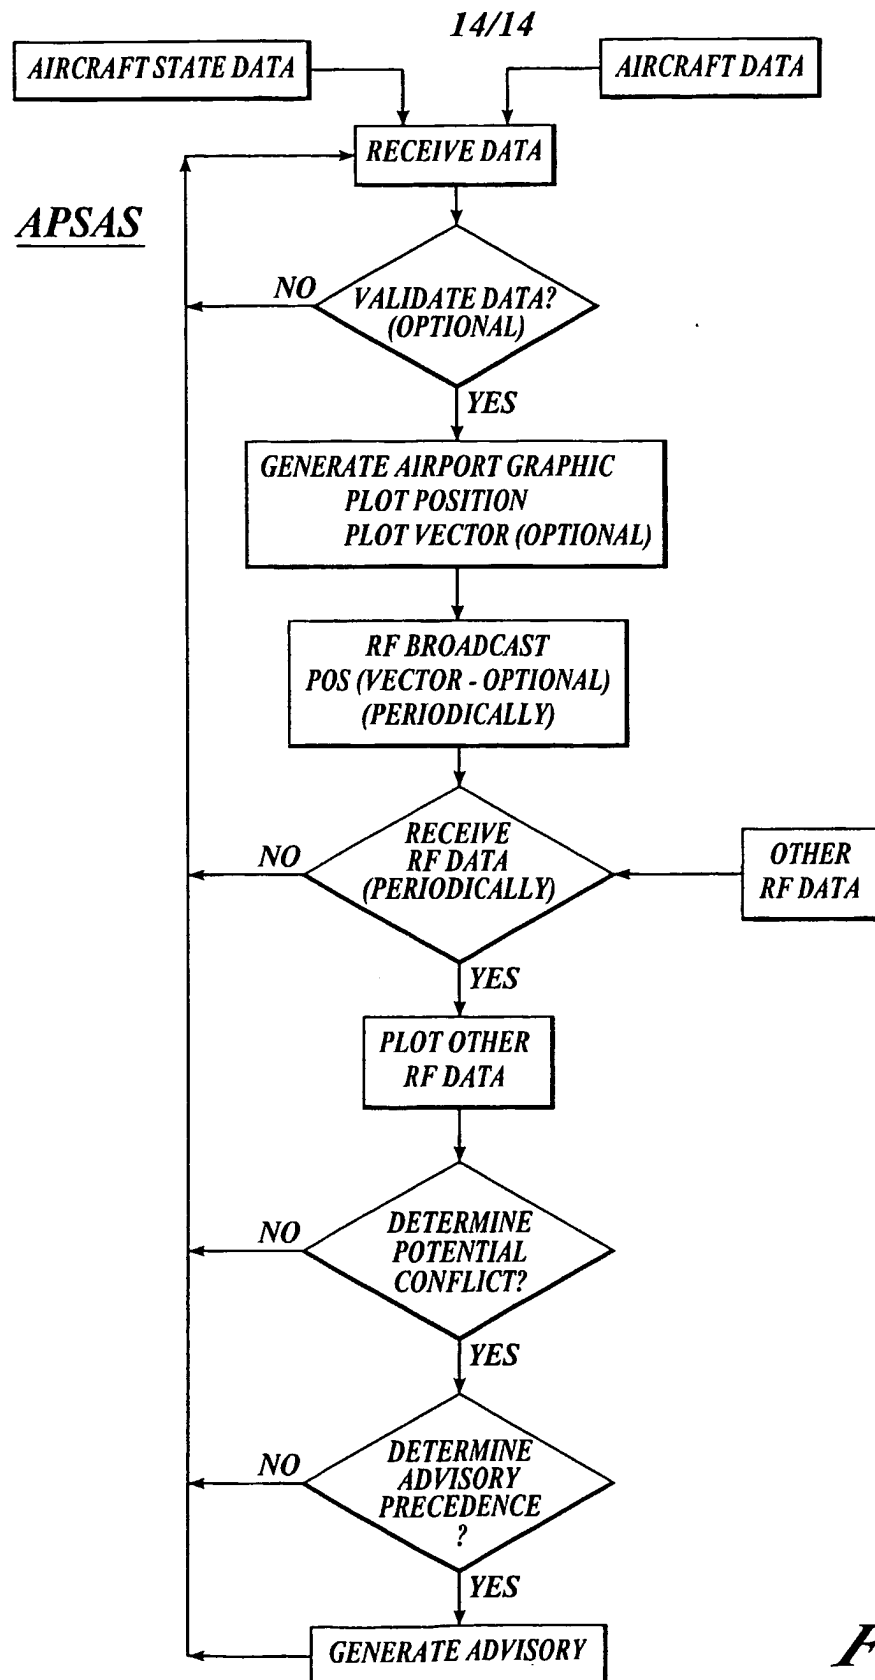 14/14
AIRCRAFT STATE DATA
AIRCRAFT DATA
RECEIVE DATA
APSAS
NO
VALIDATE DATA?
(OPTIONAL)
YES
GENERATE AIRPORT GRAPHIC
PLOT POSITION
PLOT VECTOR (OPTIONAL)
RF BROADCAST
POS (VECTOR - OPTIONAL)
(PERIODICALLY)
NO
RECEIVE
RF DATA
(PERIODICALLY)
OTHER
RF DATA
YES
PLOT OTHER
RF DATA
NO
DETERMINE
POTENTIAL
CONFLICT?
YES
NO
DETERMINE
ADVISORY
PRECEDENCE
?
YES
GENERATE ADVISORY